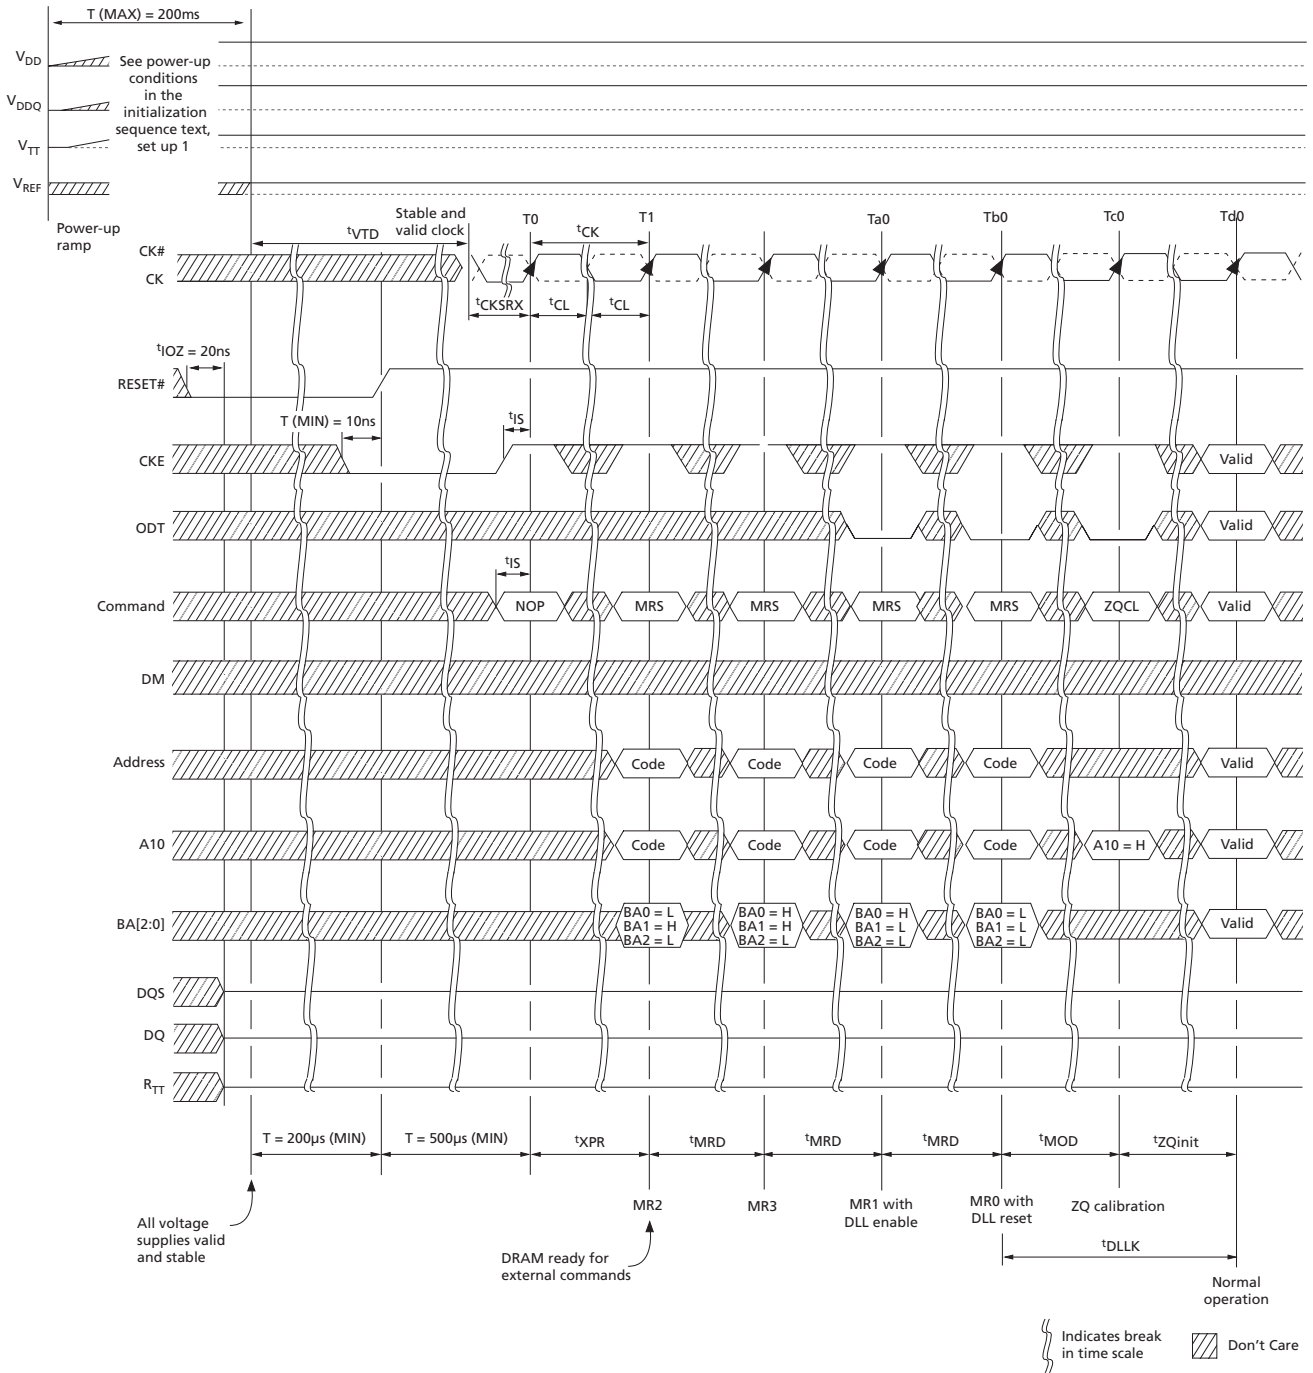 T (MAX) = 200ms
VDD
See power-up
conditions
in the
initialization
sequence text,
set up 1
VDDQ
VTT
VREF
Power-up
ramp
Stable and
valid clock
T0
T1
Ta0
Tb0
Tc0
Td0
tVTD
tCK
CK#
CK
tCKSRX
tCL
tCL
tIOZ = 20ns
RESET#
T (MIN) = 10ns
tIS
CKE
Valid
ODT
Valid
tIS
Command
NOP
MRS
MRS
MRS
MRS
ZQCL
Valid
DM
Address
Code
Code
Code
Code
Valid
A10
Code
Code
Code
Code
A10 = H
Valid
BA[2:0]
BA0 = L
BA1 = H
BA2 = L
BA0 = H
BA1 = H
BA2 = L
BA0 = H
BA1 = L
BA2 = L
BA0 = L
BA1 = L
BA2 = L
Valid
DQS
DQ
RTT
T = 200µs (MIN)
T = 500µs (MIN)
tXPR
tMRD
tMRD
tMRD
tMOD
tZQinit
MR2
MR3
MR1 with
DLL enable
MR0 with
DLL reset
ZQ calibration
All voltage
supplies valid
and stable
DRAM ready for
external commands
tDLLK
Normal
operation
Indicates break
in time scale
Don't Care